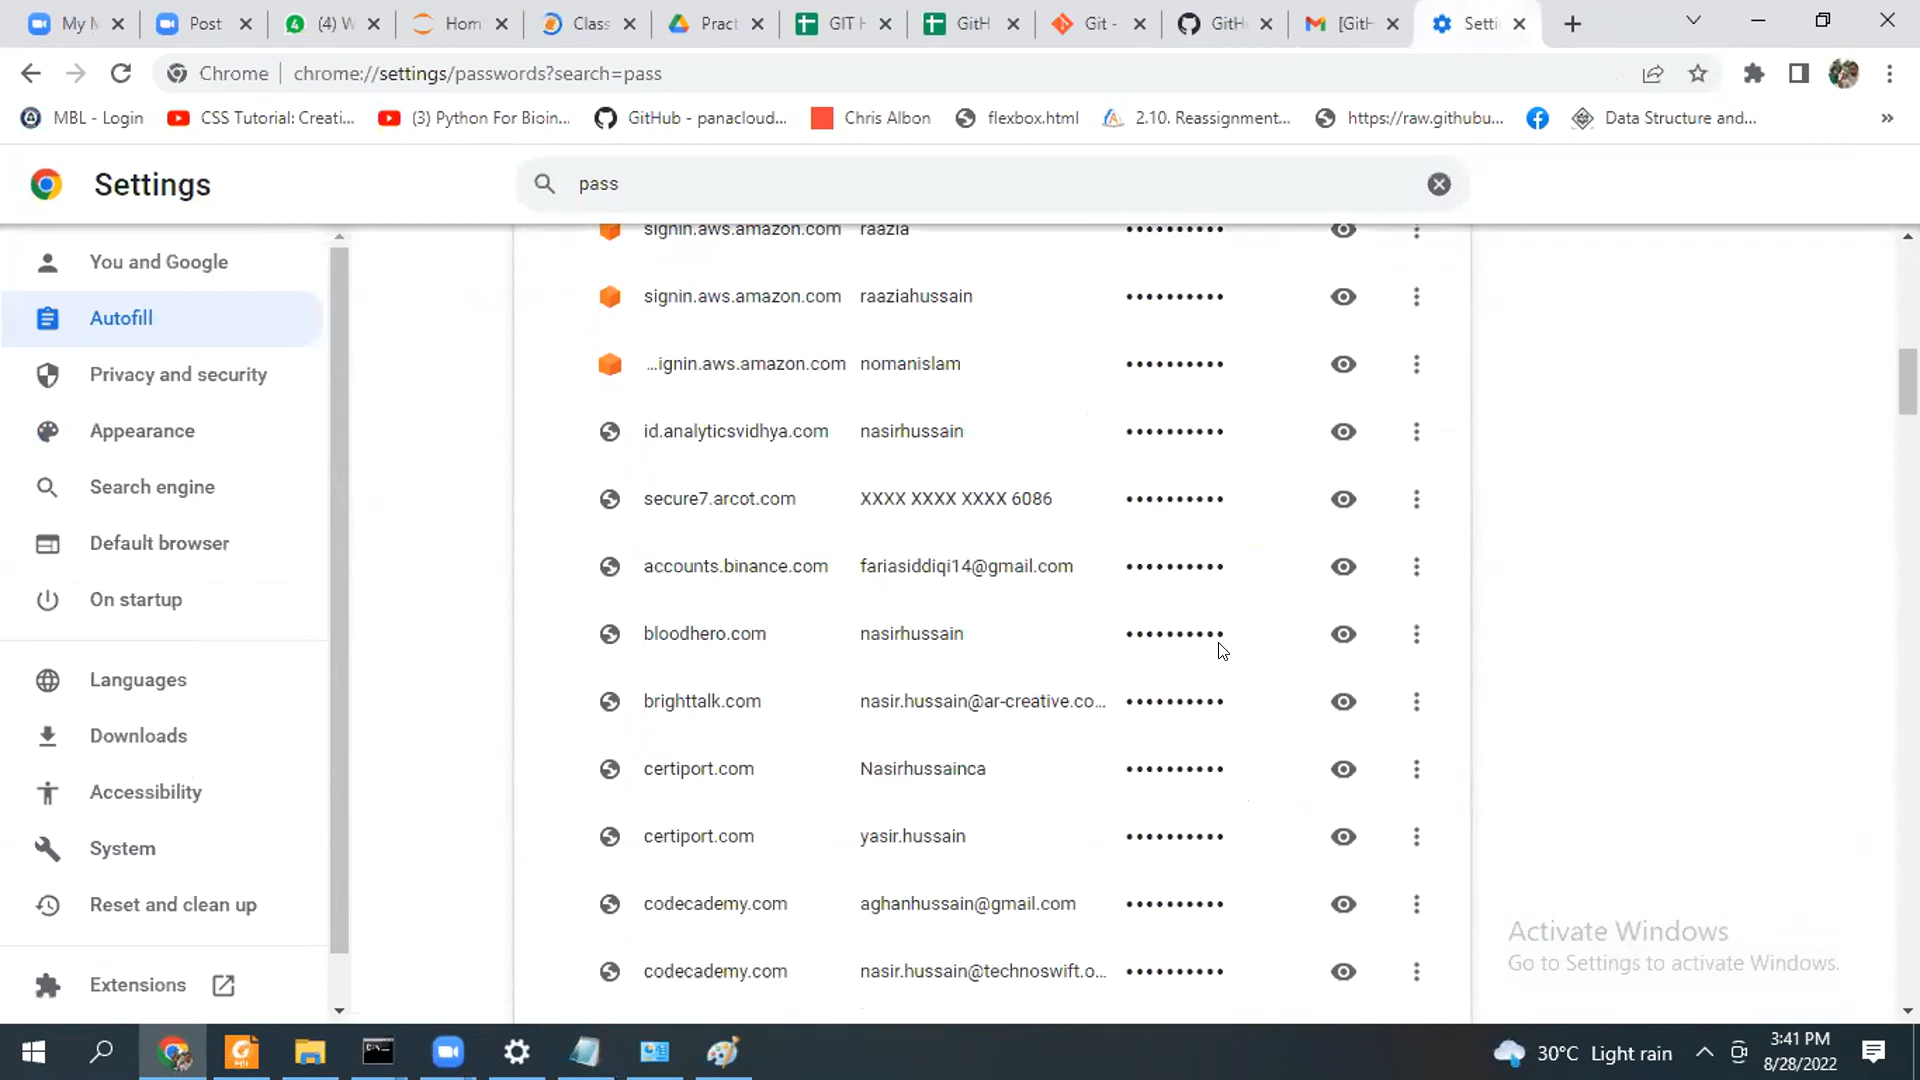 My M
Post
(4) W
Hom
Class
Pract
GIT H
GitH
Git -
GitH
[GitH
Setti
Chrome
chrome://settings/passwords?search=pass
MBL - Login
CSS Tutorial: Creati...
(3) Python For Bioin...
GitHub - panacloud...
Chris Albon
flexbox.html
2.10. Reassignment...
https://raw.githubu...
Data Structure and...
»
Settings
pass
You and Google
Autofill
Privacy and security
Appearance
Search engine
Default browser
On startup
Languages
Downloads
Accessibility
System
Reset and clean up
Extensions
signin.aws.amazon.com raazia ••••••••••
signin.aws.amazon.com raaziahussain ••••••••••
...ignin.aws.amazon.com nomanislam ••••••••••
id.analyticsvidhya.com nasirhussain ••••••••••
secure7.arcot.com XXXX XXXX XXXX 6086 ••••••••••
accounts.binance.com fariasiddiqi14@gmail.com ••••••••••
bloodhero.com nasirhussain ••••••••••
brighttalk.com nasir.hussain@ar-creative.co... ••••••••••
certiport.com Nasirhussainca ••••••••••
certiport.com yasir.hussain ••••••••••
codecademy.com aghanhussain@gmail.com ••••••••••
codecademy.com nasir.hussain@technoswift.o... ••••••••••
Activate Windows
Go to Settings to activate Windows.
30°C Light rain
3:41 PM
8/28/2022